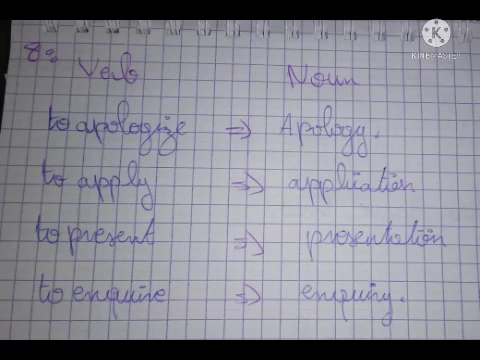 KINEMASTER
8: Verb Noun
to apologize => Apology.
to apply => application
to present => presentation
to enquire => enquiry.